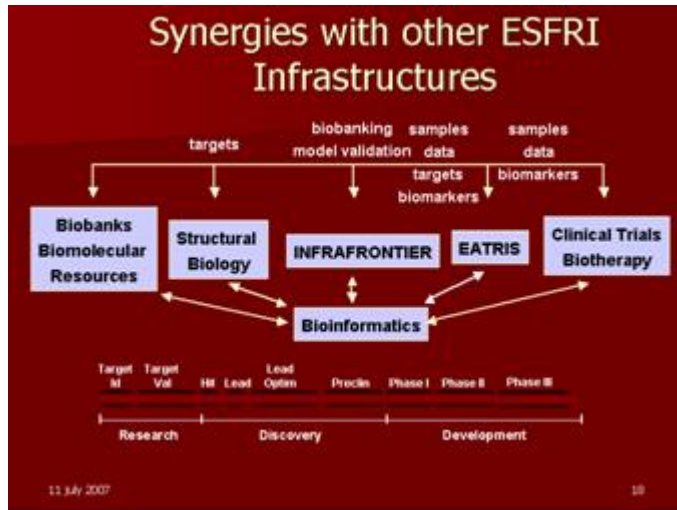 Synergies with other ESFRI
Infrastructures
targets
biobanking
model validation
samples
data
targets
biomarkers
samples
data
biomarkers
Biobanks
Biomolecular
Resources
Structural
Biology
INFRAFRONTIER
EATRIS
Clinical Trials
Biotherapy
Bioinformatics
Target
Id
Target
Val
Hit
Lead
Lead
Optim
Preclin
Phase I
Phase II
Phase III
Research
Discovery
Development
11 july 2007
18